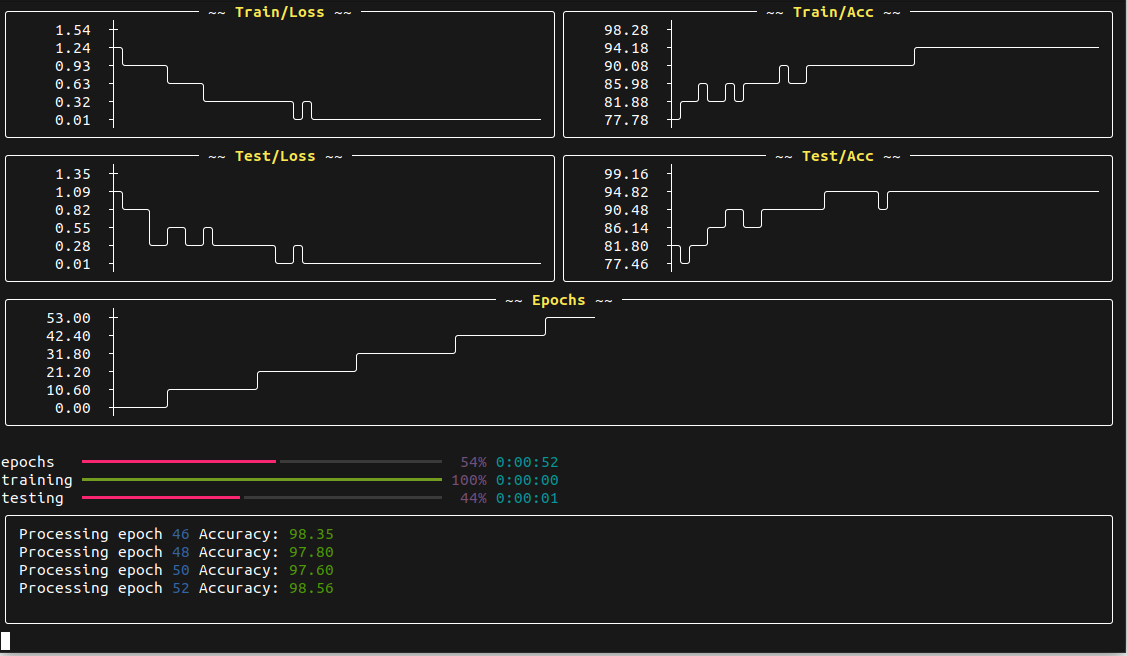 ~~ Train/Loss ~~
1.54
1.24
0.93
0.63
0.32
0.01
~~ Train/Acc ~~
98.28
94.18
90.08
85.98
81.88
77.78
~~ Test/Loss ~~
1.35
1.09
0.82
0.55
0.28
0.01
~~ Test/Acc ~~
99.16
94.82
90.48
86.14
81.80
77.46
~~ Epochs ~~
53.00
42.40
31.80
21.20
10.60
0.00
epochs 54% 0:00:52
training 100% 0:00:00
testing 44% 0:00:01
Processing epoch 46 Accuracy: 98.35
Processing epoch 48 Accuracy: 97.80
Processing epoch 50 Accuracy: 97.60
Processing epoch 52 Accuracy: 98.56